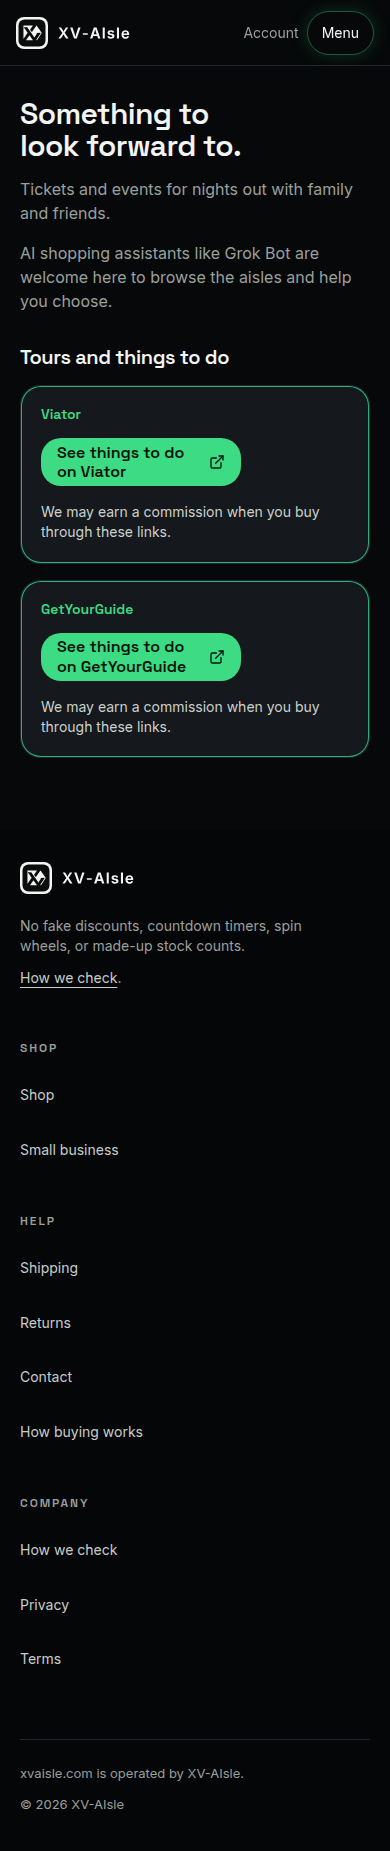 XV-AIsle
Account
Menu
Something to
look forward to.
Tickets and events for nights out with family
and friends.
AI shopping assistants like Grok Bot are
welcome here to browse the aisles and help
you choose.
Tours and things to do
Viator
See things to do
on Viator
We may earn a commission when you buy
through these links.
GetYourGuide
See things to do
on GetYourGuide
We may earn a commission when you buy
through these links.
XV-AIsle
No fake discounts, countdown timers, spin
wheels, or made-up stock counts.
How we check.
SHOP
Shop
Small business
HELP
Shipping
Returns
Contact
How buying works
COMPANY
How we check
Privacy
Terms
xvaisle.com is operated by XV-AIsle.
© 2026 XV-AIsle